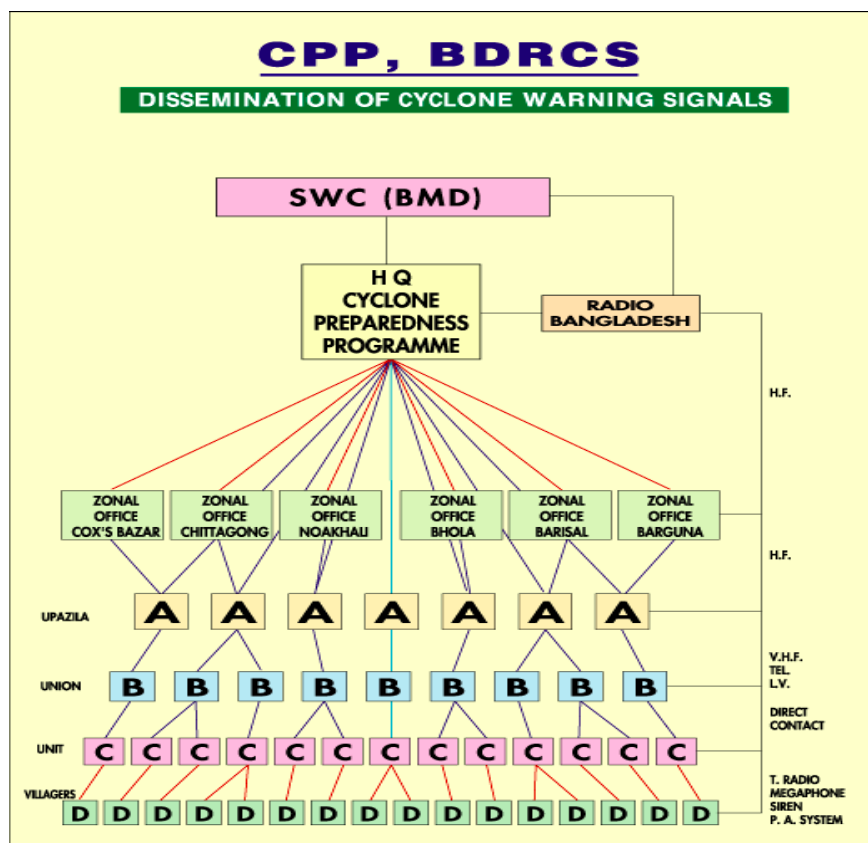 CPP, BDRCS
DISSEMINATION OF CYCLONE WARNING SIGNALS
SWC (BMD)
H Q
CYCLONE
PREPAREDNESS
PROGRAMME
RADIO
BANGLADESH
H.F.
ZONAL
OFFICE
COX'S BAZAR
ZONAL
OFFICE
CHITTAGONG
ZONAL
OFFICE
NOAKHALI
ZONAL
OFFICE
BHOLA
ZONAL
OFFICE
BARISAL
ZONAL
OFFICE
BARGUNA
H.F.
UPAZILA A A A A A A A
UNION B B B B B B B B B
V.H.F.
TEL.
L.V.
DIRECT
CONTACT
UNIT C C C C C C C C C C C C C
VILLAGERS
D D D D D D D D D D D D D D D D
T. RADIO
MEGAPHONE
SIREN
P. A. SYSTEM